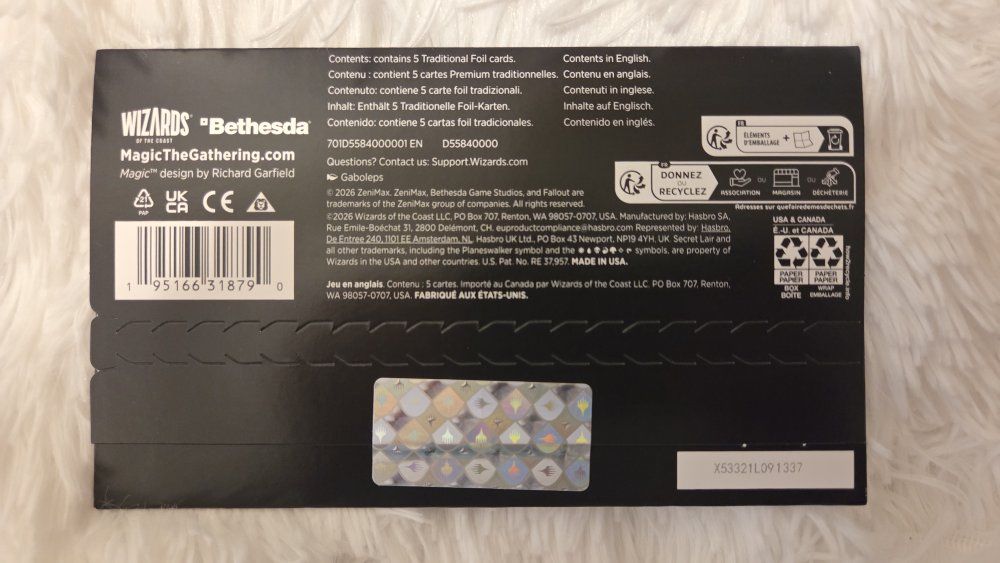 Contents: contains 5 Traditional Foil cards.
Contenu : contient 5 cartes Premium traditionnelles.
Contenuto: contiene 5 carte foil tradizionali.
Inhalt: Enthält 5 Traditionelle Foil-Karten.
Contenido: contiene 5 cartas foil tradicionales.
Contents in English.
Contenu en anglais.
Contenuti in inglese.
Inhalte auf Englisch.
Contenido en inglés.
WIZARDS
OF THE COAST
Bethesda
MagicTheGathering.com
Magic™ design by Richard Garfield
21
PAP
UK
CA
CE
1 95166 31879 0
701D5584000001 EN D55840000
Questions? Contact us: Support.Wizards.com
Gaboleps
© 2026 ZeniMax. ZeniMax, Bethesda Game Studios, and Fallout are
trademarks of the ZeniMax group of companies. All rights reserved.
©2026 Wizards of the Coast LLC, PO Box 707, Renton, WA 98057-0707, USA. Manufactured by: Hasbro SA,
Rue Emile-Boéchat 31, 2800 Delémont, CH. euproductcompliance@hasbro.com Represented by: Hasbro,
De Entree 240, 1101 EE Amsterdam, NL. Hasbro UK Ltd., PO Box 43 Newport, NP19 4YH, UK. Secret Lair and
all other trademarks, including the Planeswalker symbol and the symbols, are property of
Wizards in the USA and other countries. U.S. Pat. No. RE 37,957. MADE IN USA.
Jeu en anglais. Contenu : 5 cartes. Importé au Canada par Wizards of the Coast LLC, PO Box 707, Renton,
WA 98057-0707, USA. FABRIQUÉ AUX ÉTATS-UNIS.
FR
ÉLÉMENTS
D'EMBALLAGE
+
FR
DONNEZ
OU
RECYCLEZ
ASSOCIATION
OU
MAGASIN
OU
DÉCHÈTERIE
Adresses sur quefairedemesdechets.fr
USA & CANADA
É.-U. et CANADA
PAPER
PAPIER
BOX
BOÎTE
PAPER
PAPIER
WRAP
EMBALLAGE
how2recycle.info
X53321L091337